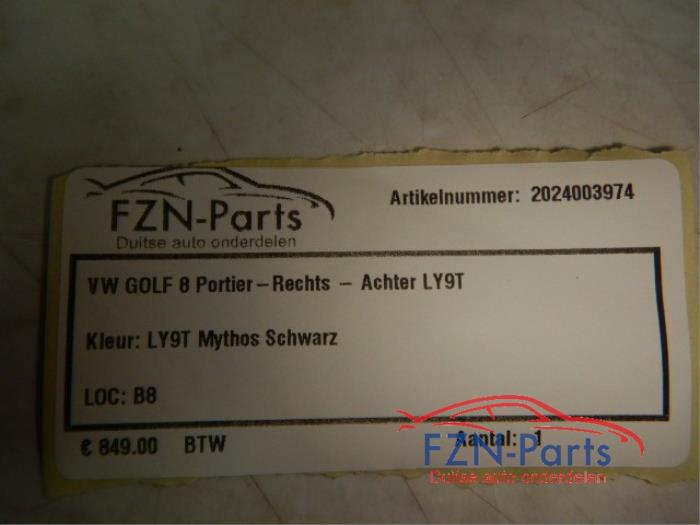 FZN-Parts
Duitse auto onderdelen
Artikelnummer: 2024003974
VW GOLF 8 Portier-Rechts - Achter LY9T
Kleur: LY9T Mythos Schwarz
LOC: B8
€ 849.00 BTW
Aantal: 1
FZN-Parts
Duitse auto onderdelen